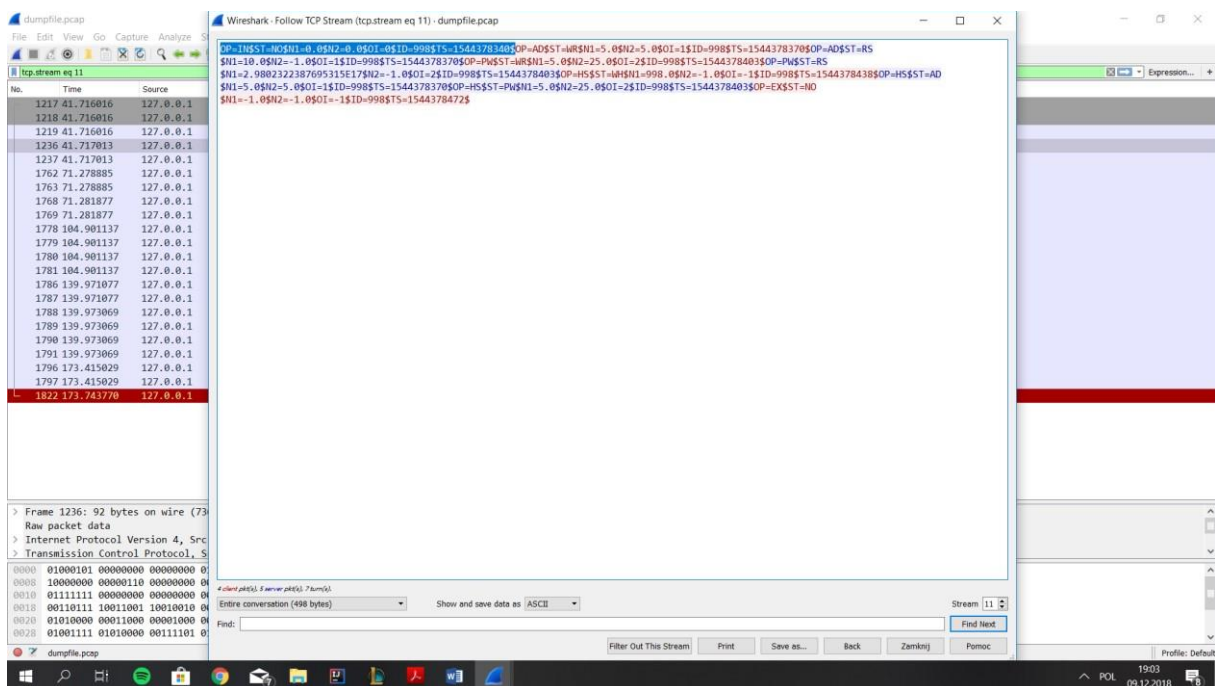 dumpfile.pcap
File Edit View Go Capture Analyze
tcp.stream eq 11
Expression... +
No. Time Source
1217 41.716016 127.0.0.1
1218 41.716016 127.0.0.1
1219 41.716016 127.0.0.1
1236 41.717013 127.0.0.1
1237 41.717013 127.0.0.1
1762 71.278885 127.0.0.1
1763 71.278885 127.0.0.1
1768 71.281877 127.0.0.1
1769 71.281877 127.0.0.1
1778 104.901137 127.0.0.1
1779 104.901137 127.0.0.1
1780 104.901137 127.0.0.1
1781 104.901137 127.0.0.1
1786 139.971077 127.0.0.1
1787 139.971077 127.0.0.1
1788 139.973069 127.0.0.1
1789 139.973069 127.0.0.1
1790 139.973069 127.0.0.1
1791 139.973069 127.0.0.1
1796 173.415029 127.0.0.1
1797 173.415029 127.0.0.1
1822 173.743770 127.0.0.1
Wireshark · Follow TCP Stream (tcp.stream eq 11) · dumpfile.pcap
OP=IN$ST=NO$N1=0.0$N2=0.0$OI=0$ID=998$TS=1544378340$OP=AD$ST=WR$N1=5.0$N2=5.0$OI=1$ID=998$TS=1544378370$OP=AD$ST=RS
$N1=10.0$N2=-1.0$OI=1$ID=998$TS=1544378370$OP=PW$ST=WR$N1=5.0$N2=25.0$OI=2$ID=998$TS=1544378403$OP=PW$ST=RS
$N1=2.9802322387695315E17$N2=-1.0$OI=2$ID=998$TS=1544378403$OP=HS$ST=WH$N1=998.0$N2=-1.0$OI=-1$ID=998$TS=1544378438$OP=HS$ST=AD
$N1=5.0$N2=5.0$OI=1$ID=998$TS=1544378370$OP=HS$ST=PW$N1=5.0$N2=25.0$OI=2$ID=998$TS=1544378403$OP=EX$ST=NO
$N1=-1.0$N2=-1.0$OI=-1$ID=998$TS=1544378472$
> Frame 1236: 92 bytes on wire (73
Raw packet data
> Internet Protocol Version 4, Src
> Transmission Control Protocol, S
0000 01000101 00000000 00000000 0
0008 10000000 00000110 00000000 0
0010 01111111 00000000 00000000 0
0018 00110111 10011001 10010010 0
0020 01010000 00011000 00001000 0
0028 01001111 01010000 00111101 0
4 client pkt(s), 5 server pkt(s), 7 turn(s).
Entire conversation (498 bytes) Show and save data as ASCII Stream 11
Find: Find Next
Filter Out This Stream Print Save as... Back Zamknij Pomoc
dumpfile.pcap
Profile: Default
POL 19:03
09.12.2018